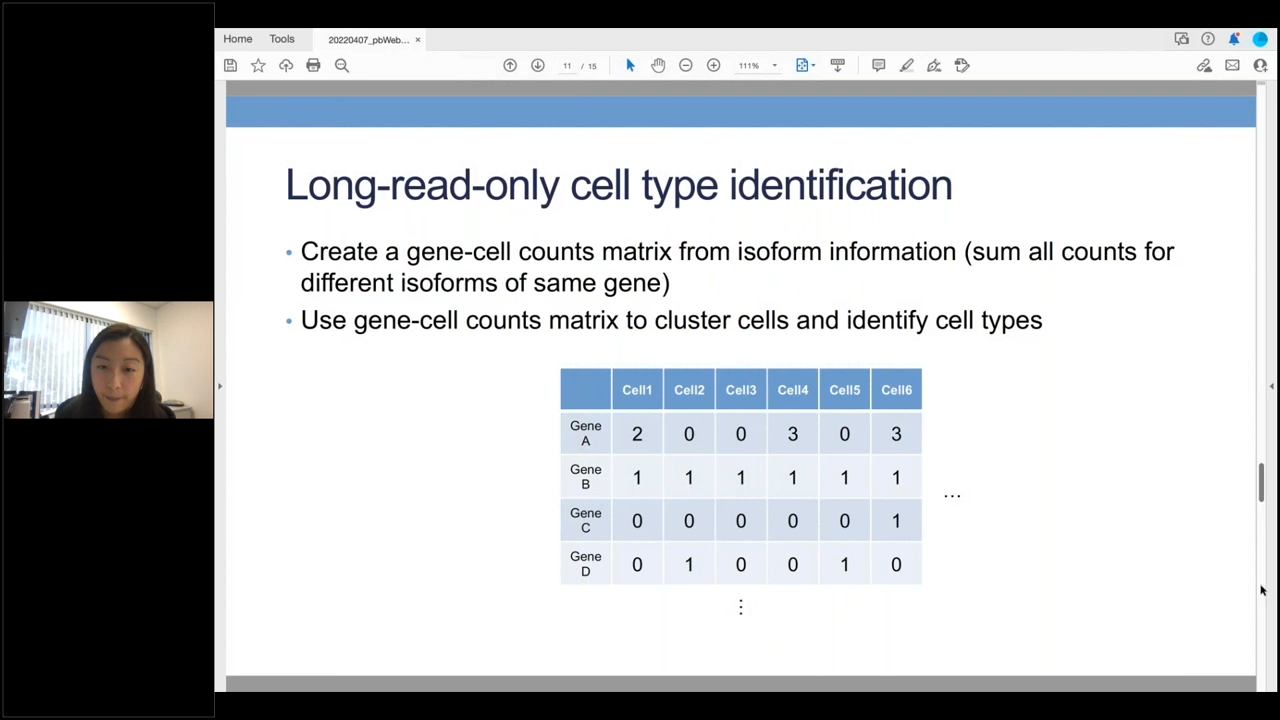 Home Tools 20220407_pbWeb... ×
11 / 15 111%
Long-read-only cell type identification
• Create a gene-cell counts matrix from isoform information (sum all counts for
different isoforms of same gene)
• Use gene-cell counts matrix to cluster cells and identify cell types
Cell1 Cell2 Cell3 Cell4 Cell5 Cell6
Gene A 2 0 0 3 0 3
Gene B 1 1 1 1 1 1
...
Gene C 0 0 0 0 0 1
Gene D 0 1 0 0 1 0
⋮